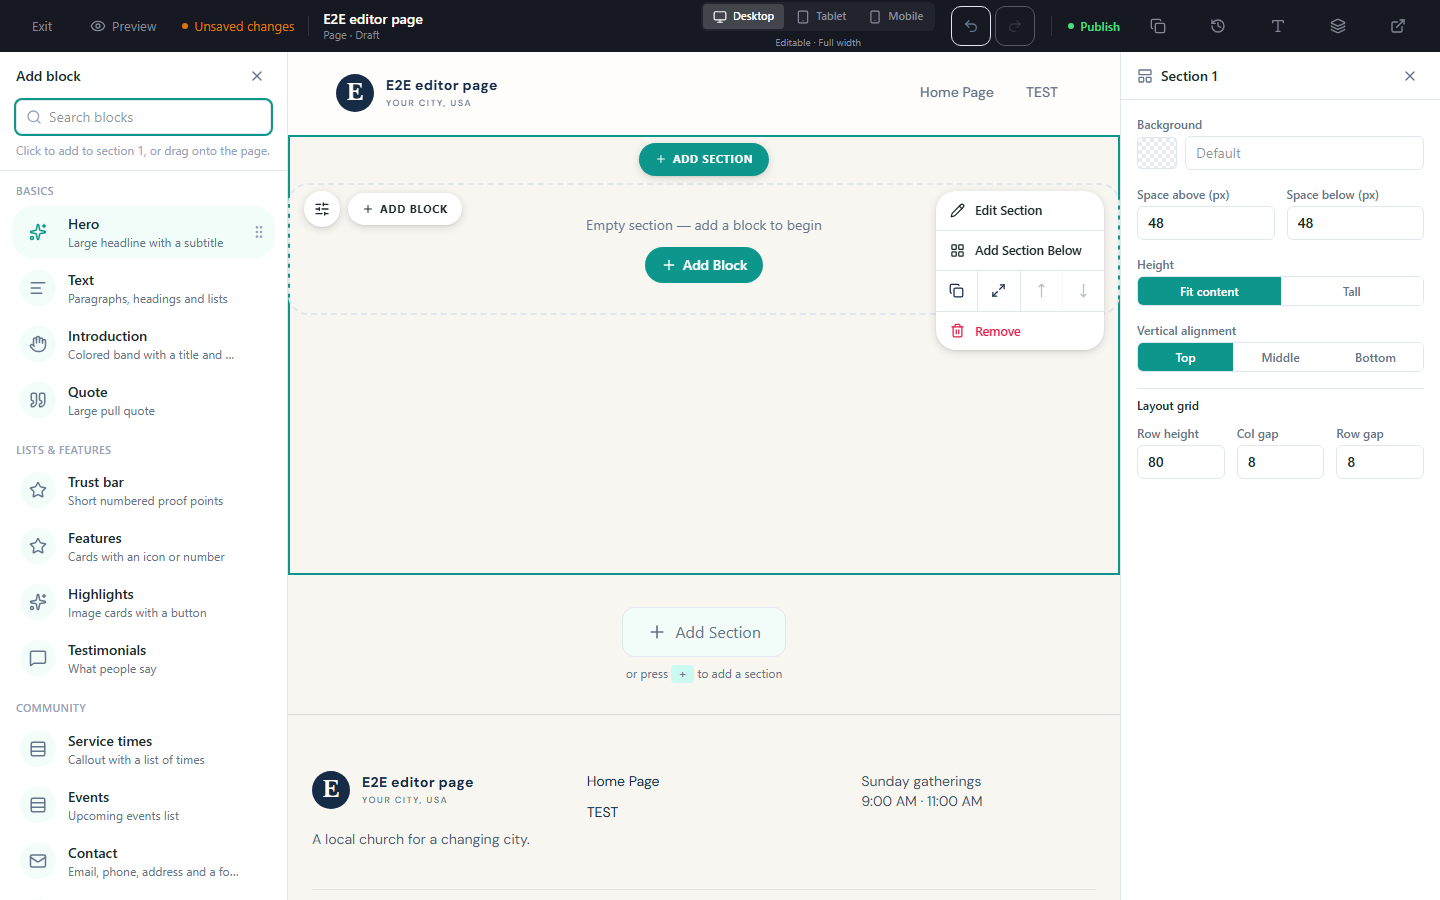 Exit
Preview
Unsaved changes
E2E editor page
Page · Draft
Desktop
Tablet
Mobile
Editable · Full width
Publish
Add block
Search blocks
Click to add to section 1, or drag onto the page.
BASICS
Hero
Large headline with a subtitle
Text
Paragraphs, headings and lists
Introduction
Colored band with a title and ...
Quote
Large pull quote
LISTS & FEATURES
Trust bar
Short numbered proof points
Features
Cards with an icon or number
Highlights
Image cards with a button
Testimonials
What people say
COMMUNITY
Service times
Callout with a list of times
Events
Upcoming events list
Contact
Email, phone, address and a fo...
E
E2E editor page
YOUR CITY, USA
Home Page
TEST
+ ADD SECTION
+ ADD BLOCK
Empty section — add a block to begin
+ Add Block
Edit Section
Add Section Below
Remove
+ Add Section
or press + to add a section
E
E2E editor page
YOUR CITY, USA
A local church for a changing city.
Home Page
TEST
Sunday gatherings
9:00 AM · 11:00 AM
Section 1
Background
Default
Space above (px)
Space below (px)
48
48
Height
Fit content
Tall
Vertical alignment
Top
Middle
Bottom
Layout grid
Row height
Col gap
Row gap
80
8
8